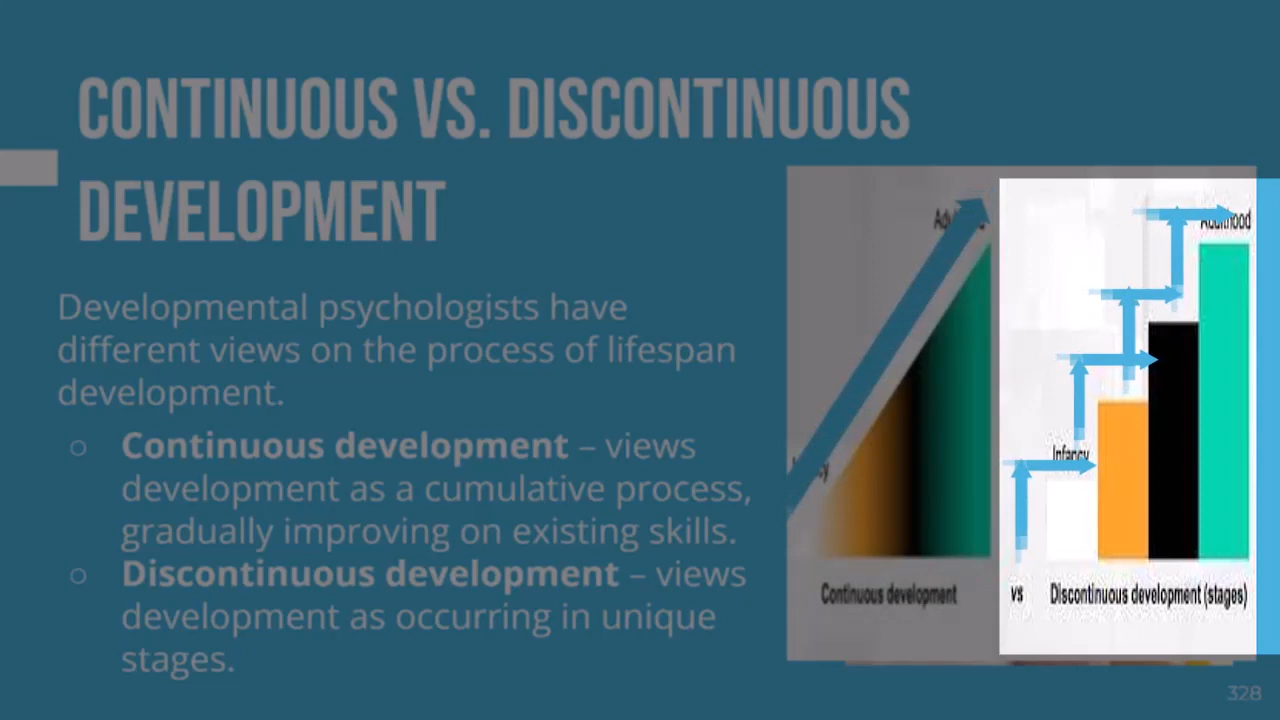 CONTINUOUS VS. DISCONTINUOUS
DEVELOPMENT
Developmental psychologists have
different views on the process of lifespan
development.
○ Continuous development – views
development as a cumulative process,
gradually improving on existing skills.
○ Discontinuous development – views
development as occurring in unique
stages.
Adulthood
Infancy
Continuous development
vs
Discontinuous development (stages)
328